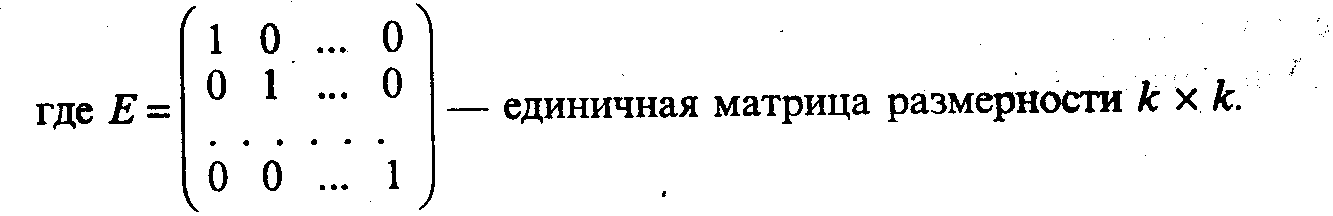 1 0 ... 0
0 1 ... 0
где E = . . . . . . — единичная матрица размерности k × k.
0 0 ... 1